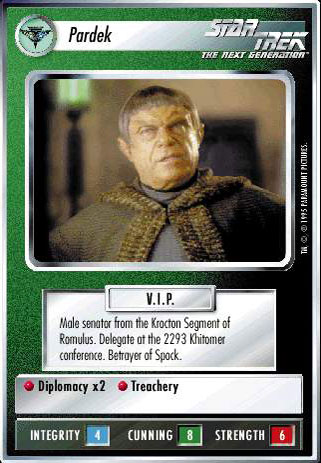 Pardek
STAR TREK
THE NEXT GENERATION™
TM © © 1995 PARAMOUNT PICTURES.
V.I.P.
Male senator from the Krocton Segment of
Romulus. Delegate at the 2293 Khitomer
conference. Betrayer of Spock.
Diplomacy x2 Treachery
INTEGRITY 4 CUNNING 8 STRENGTH 6